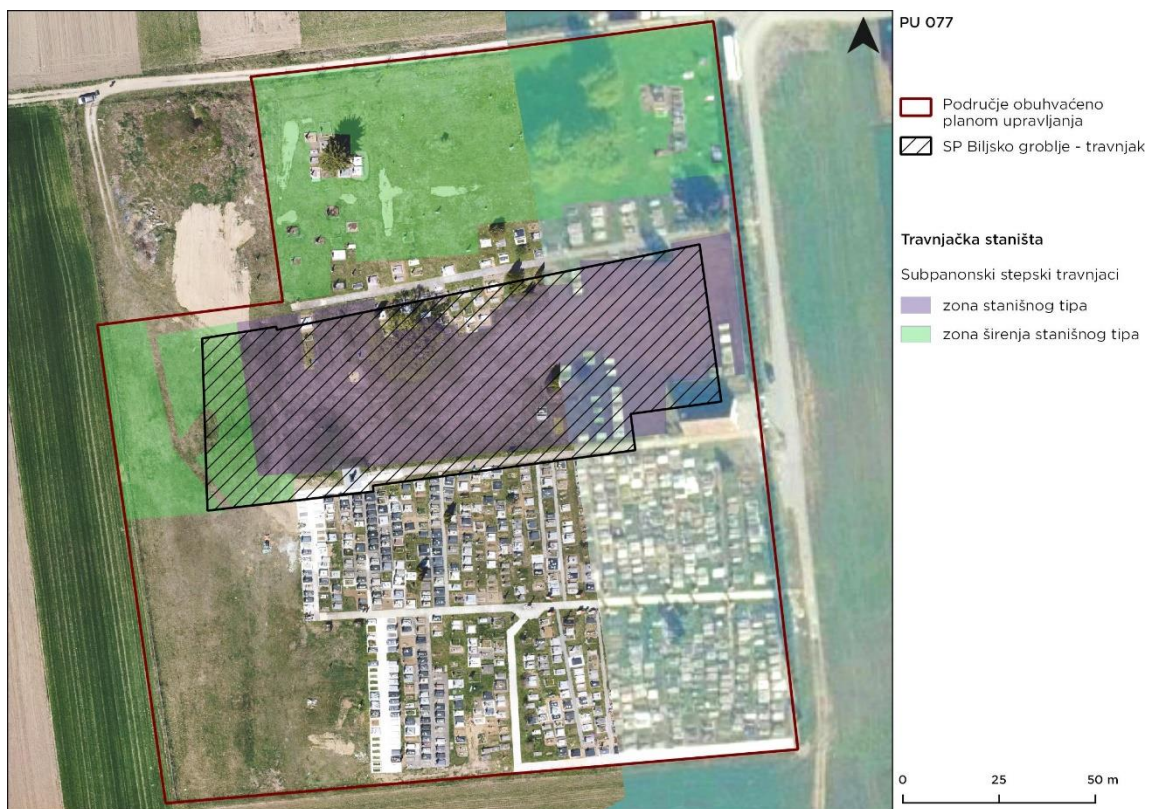 PU 077
Područje obuhvaćeno
planom upravljanja
SP Biljsko groblje - travnjak
Travnjačka staništa
Subpanonski stepski travnjaci
zona stanišnog tipa
zona širenja stanišnog tipa
0 25 50 m